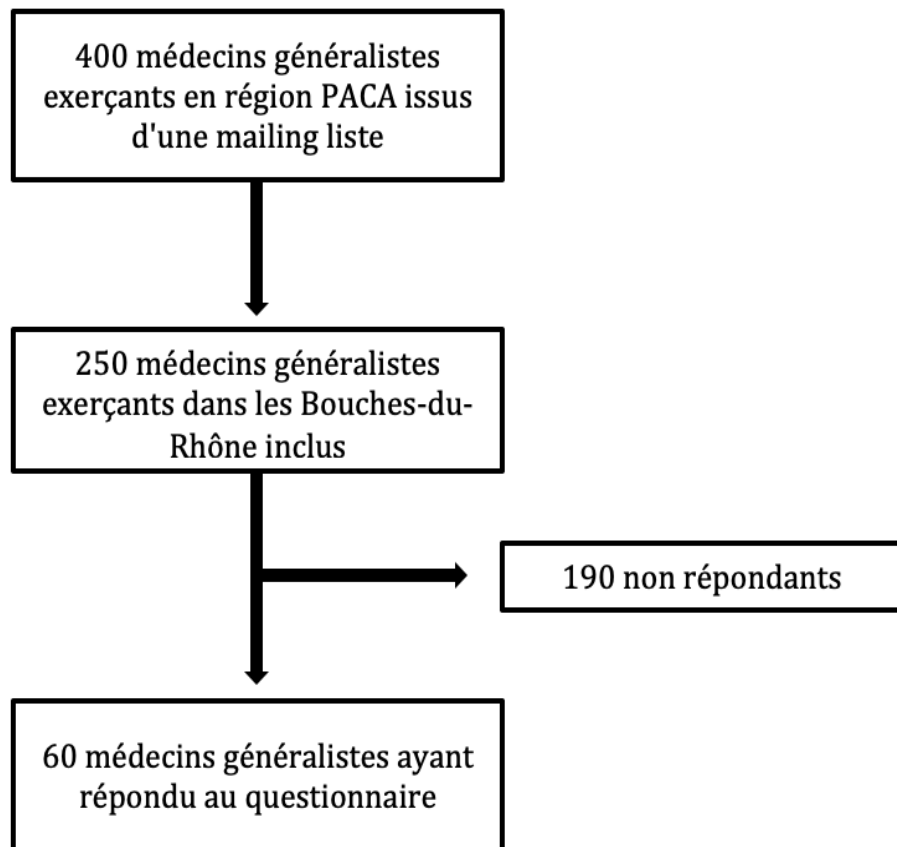 400 médecins généralistes
exerçants en région PACA issus
d'une mailing liste
250 médecins généralistes
exerçants dans les Bouches-du-
Rhône inclus
190 non répondants
60 médecins généralistes ayant
répondu au questionnaire